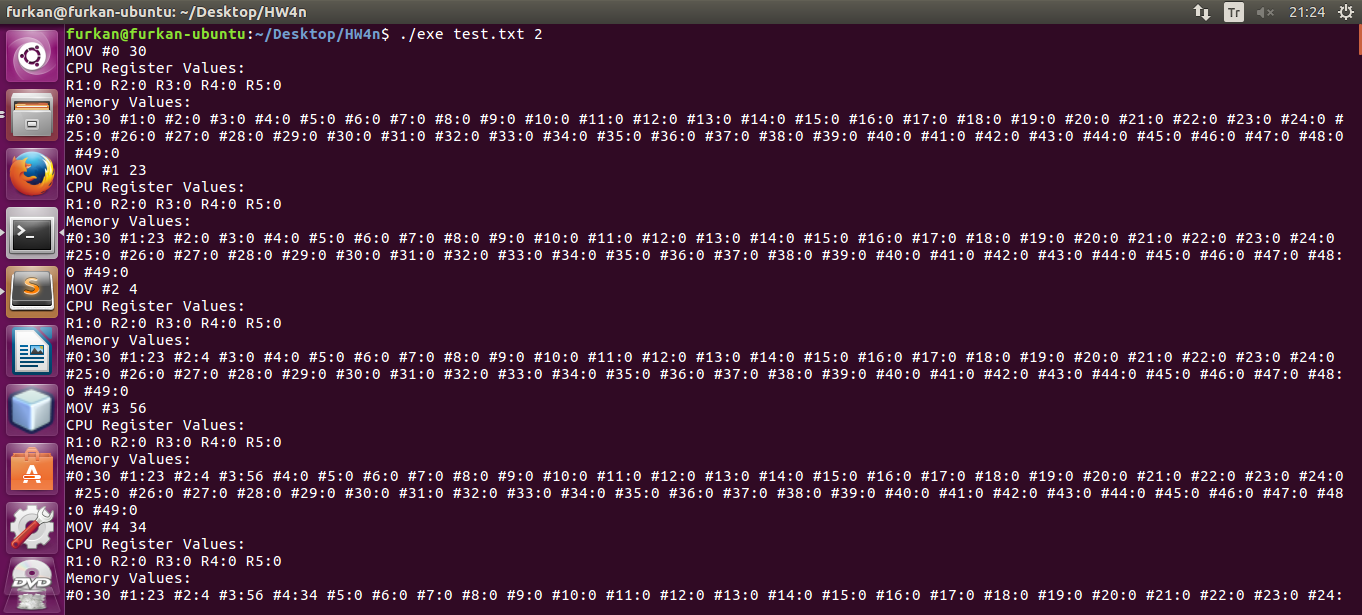 furkan@furkan-ubuntu: ~/Desktop/HW4n
Tr
21:24
furkan@furkan-ubuntu:~/Desktop/HW4n$ ./exe test.txt 2
MOV #0 30
CPU Register Values:
R1:0 R2:0 R3:0 R4:0 R5:0
Memory Values:
#0:30 #1:0 #2:0 #3:0 #4:0 #5:0 #6:0 #7:0 #8:0 #9:0 #10:0 #11:0 #12:0 #13:0 #14:0 #15:0 #16:0 #17:0 #18:0 #19:0 #20:0 #21:0 #22:0 #23:0 #24:0 #
25:0 #26:0 #27:0 #28:0 #29:0 #30:0 #31:0 #32:0 #33:0 #34:0 #35:0 #36:0 #37:0 #38:0 #39:0 #40:0 #41:0 #42:0 #43:0 #44:0 #45:0 #46:0 #47:0 #48:0
 #49:0
MOV #1 23
CPU Register Values:
R1:0 R2:0 R3:0 R4:0 R5:0
Memory Values:
#0:30 #1:23 #2:0 #3:0 #4:0 #5:0 #6:0 #7:0 #8:0 #9:0 #10:0 #11:0 #12:0 #13:0 #14:0 #15:0 #16:0 #17:0 #18:0 #19:0 #20:0 #21:0 #22:0 #23:0 #24:0
#25:0 #26:0 #27:0 #28:0 #29:0 #30:0 #31:0 #32:0 #33:0 #34:0 #35:0 #36:0 #37:0 #38:0 #39:0 #40:0 #41:0 #42:0 #43:0 #44:0 #45:0 #46:0 #47:0 #48:
0 #49:0
MOV #2 4
CPU Register Values:
R1:0 R2:0 R3:0 R4:0 R5:0
Memory Values:
#0:30 #1:23 #2:4 #3:0 #4:0 #5:0 #6:0 #7:0 #8:0 #9:0 #10:0 #11:0 #12:0 #13:0 #14:0 #15:0 #16:0 #17:0 #18:0 #19:0 #20:0 #21:0 #22:0 #23:0 #24:0
#25:0 #26:0 #27:0 #28:0 #29:0 #30:0 #31:0 #32:0 #33:0 #34:0 #35:0 #36:0 #37:0 #38:0 #39:0 #40:0 #41:0 #42:0 #43:0 #44:0 #45:0 #46:0 #47:0 #48:
0 #49:0
MOV #3 56
CPU Register Values:
R1:0 R2:0 R3:0 R4:0 R5:0
Memory Values:
#0:30 #1:23 #2:4 #3:56 #4:0 #5:0 #6:0 #7:0 #8:0 #9:0 #10:0 #11:0 #12:0 #13:0 #14:0 #15:0 #16:0 #17:0 #18:0 #19:0 #20:0 #21:0 #22:0 #23:0 #24:0
 #25:0 #26:0 #27:0 #28:0 #29:0 #30:0 #31:0 #32:0 #33:0 #34:0 #35:0 #36:0 #37:0 #38:0 #39:0 #40:0 #41:0 #42:0 #43:0 #44:0 #45:0 #46:0 #47:0 #48
:0 #49:0
MOV #4 34
CPU Register Values:
R1:0 R2:0 R3:0 R4:0 R5:0
Memory Values:
#0:30 #1:23 #2:4 #3:56 #4:34 #5:0 #6:0 #7:0 #8:0 #9:0 #10:0 #11:0 #12:0 #13:0 #14:0 #15:0 #16:0 #17:0 #18:0 #19:0 #20:0 #21:0 #22:0 #23:0 #24:
DVD